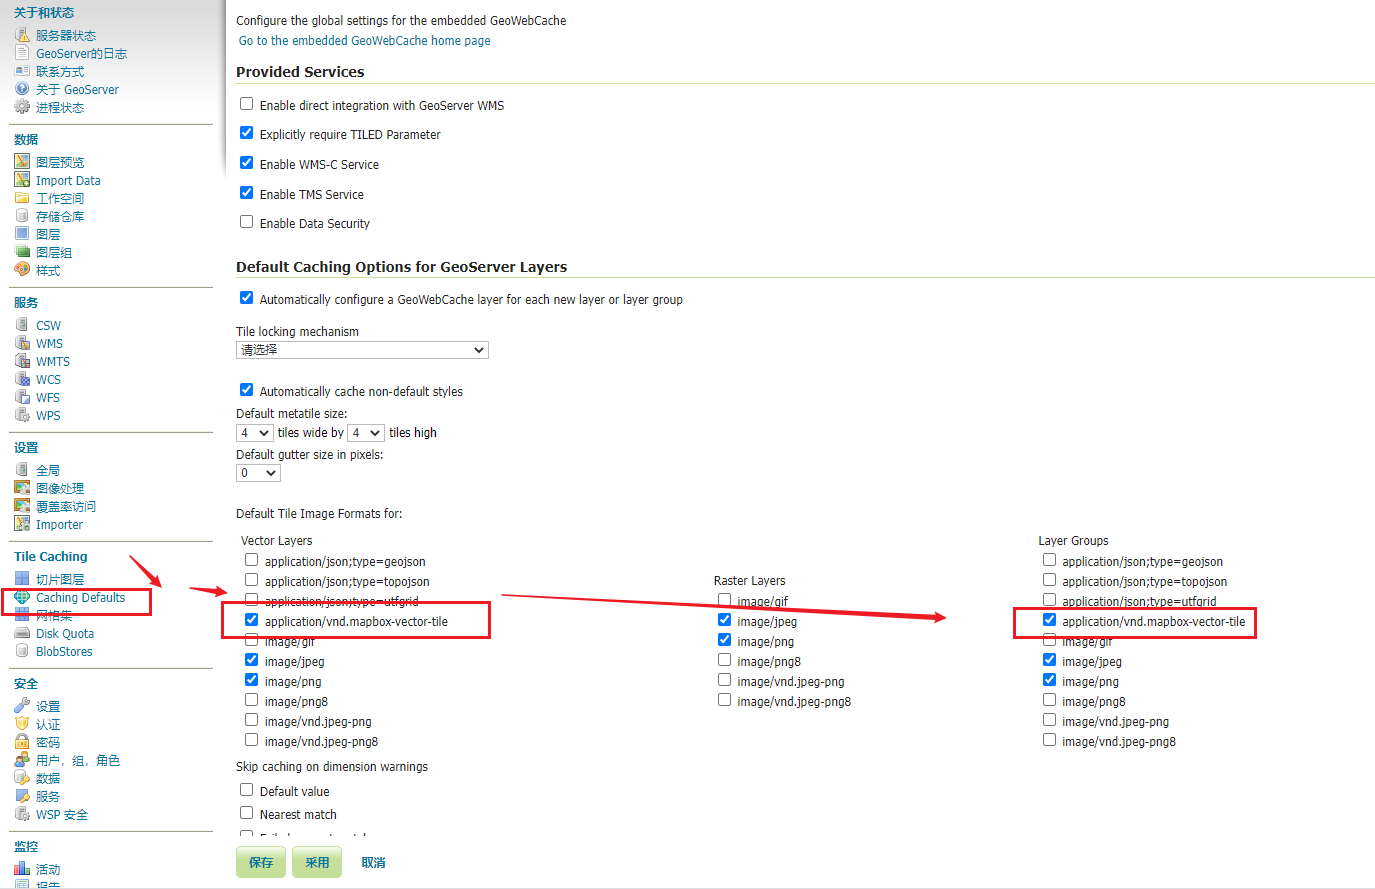 关于和状态
服务器状态
GeoServer的日志
联系方式
关于 GeoServer
进程状态
数据
图层预览
Import Data
工作空间
存储仓库
图层
图层组
样式
服务
CSW
WMS
WMTS
WCS
WFS
WPS
设置
全局
图像处理
覆盖率访问
Importer
Tile Caching
切片图层
Caching Defaults
网格集
Disk Quota
BlobStores
安全
设置
认证
密码
用户，组，角色
数据
服务
WSP 安全
监控
活动
报告
Configure the global settings for the embedded GeoWebCache
Go to the embedded GeoWebCache home page
Provided Services
Enable direct integration with GeoServer WMS
Explicitly require TILED Parameter
Enable WMS-C Service
Enable TMS Service
Enable Data Security
Default Caching Options for GeoServer Layers
Automatically configure a GeoWebCache layer for each new layer or layer group
Tile locking mechanism
请选择
Automatically cache non-default styles
Default metatile size:
4 tiles wide by 4 tiles high
Default gutter size in pixels:
0
Default Tile Image Formats for:
Vector Layers
application/json;type=geojson
application/json;type=topojson
application/json;type=utfgrid
application/vnd.mapbox-vector-tile
image/gif
image/jpeg
image/png
image/png8
image/vnd.jpeg-png
image/vnd.jpeg-png8
Raster Layers
image/gif
image/jpeg
image/png
image/png8
image/vnd.jpeg-png
image/vnd.jpeg-png8
Layer Groups
application/json;type=geojson
application/json;type=topojson
application/json;type=utfgrid
application/vnd.mapbox-vector-tile
image/gif
image/jpeg
image/png
image/png8
image/vnd.jpeg-png
image/vnd.jpeg-png8
Skip caching on dimension warnings
Default value
Nearest match
保存 采用 取消